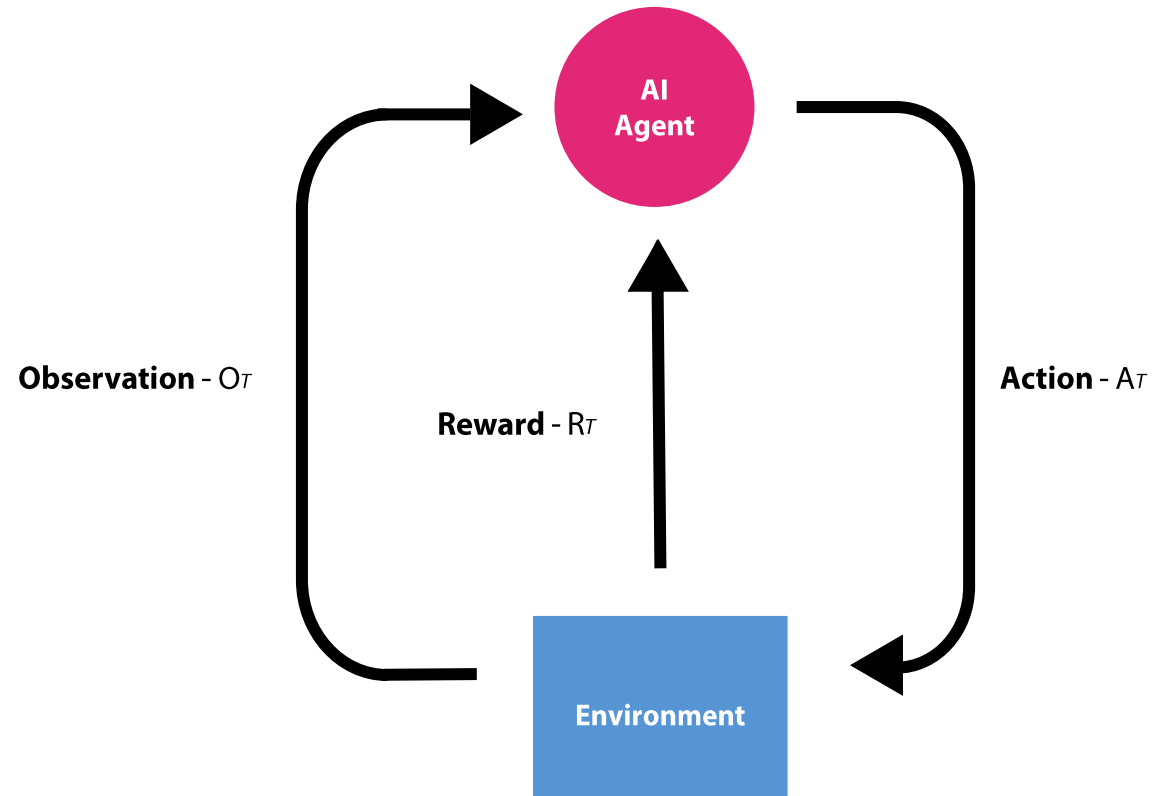 AI
Agent
Observation - OT
Action - AT
Reward - RT
Environment